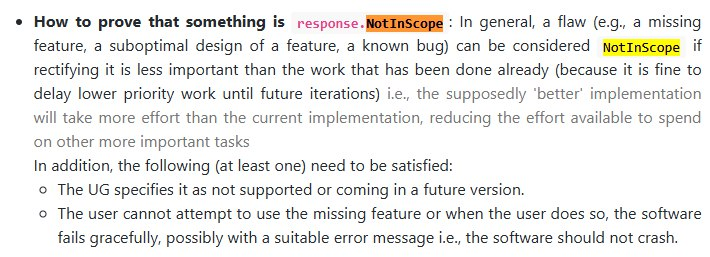 • How to prove that something is response.NotInScope : In general, a flaw (e.g., a missing
feature, a suboptimal design of a feature, a known bug) can be considered NotInScope if
rectifying it is less important than the work that has been done already (because it is fine to
delay lower priority work until future iterations) i.e., the supposedly 'better' implementation
will take more effort than the current implementation, reducing the effort available to spend
on other more important tasks
In addition, the following (at least one) need to be satisfied:
◦ The UG specifies it as not supported or coming in a future version.
◦ The user cannot attempt to use the missing feature or when the user does so, the software
fails gracefully, possibly with a suitable error message i.e., the software should not crash.